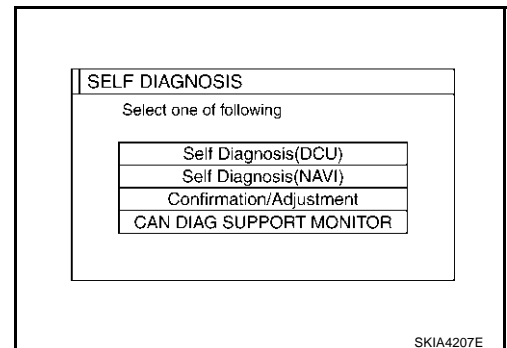 SELF DIAGNOSIS
Select one of following
Self Diagnosis(DCU)
Self Diagnosis(NAVI)
Confirmation/Adjustment
CAN DIAG SUPPORT MONITOR
SKIA4207E